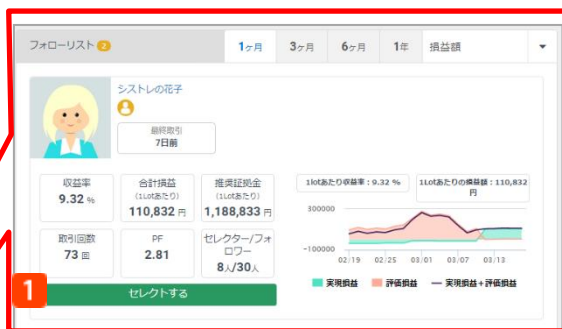 フォローリスト 2
1ヶ月 3ヶ月 6ヶ月 1年 損益額
システレの花子
最終取引
7日前
収益率
9.32 %
合計損益
(1Lotあたり)
110,832 円
推奨証拠金
(1Lotあたり)
1,188,833 円
取引回数
73 回
PF
2.81
セレクター/フォ
ロワー
8人/30人
セレクトする
1
1lotあたり収益率：9.32 %
1Lotあたりの損益額：110,832
円
300000
-100000
02/19 02/25 03/01 03/07 03/13
実現損益 評価損益 実現損益+評価損益